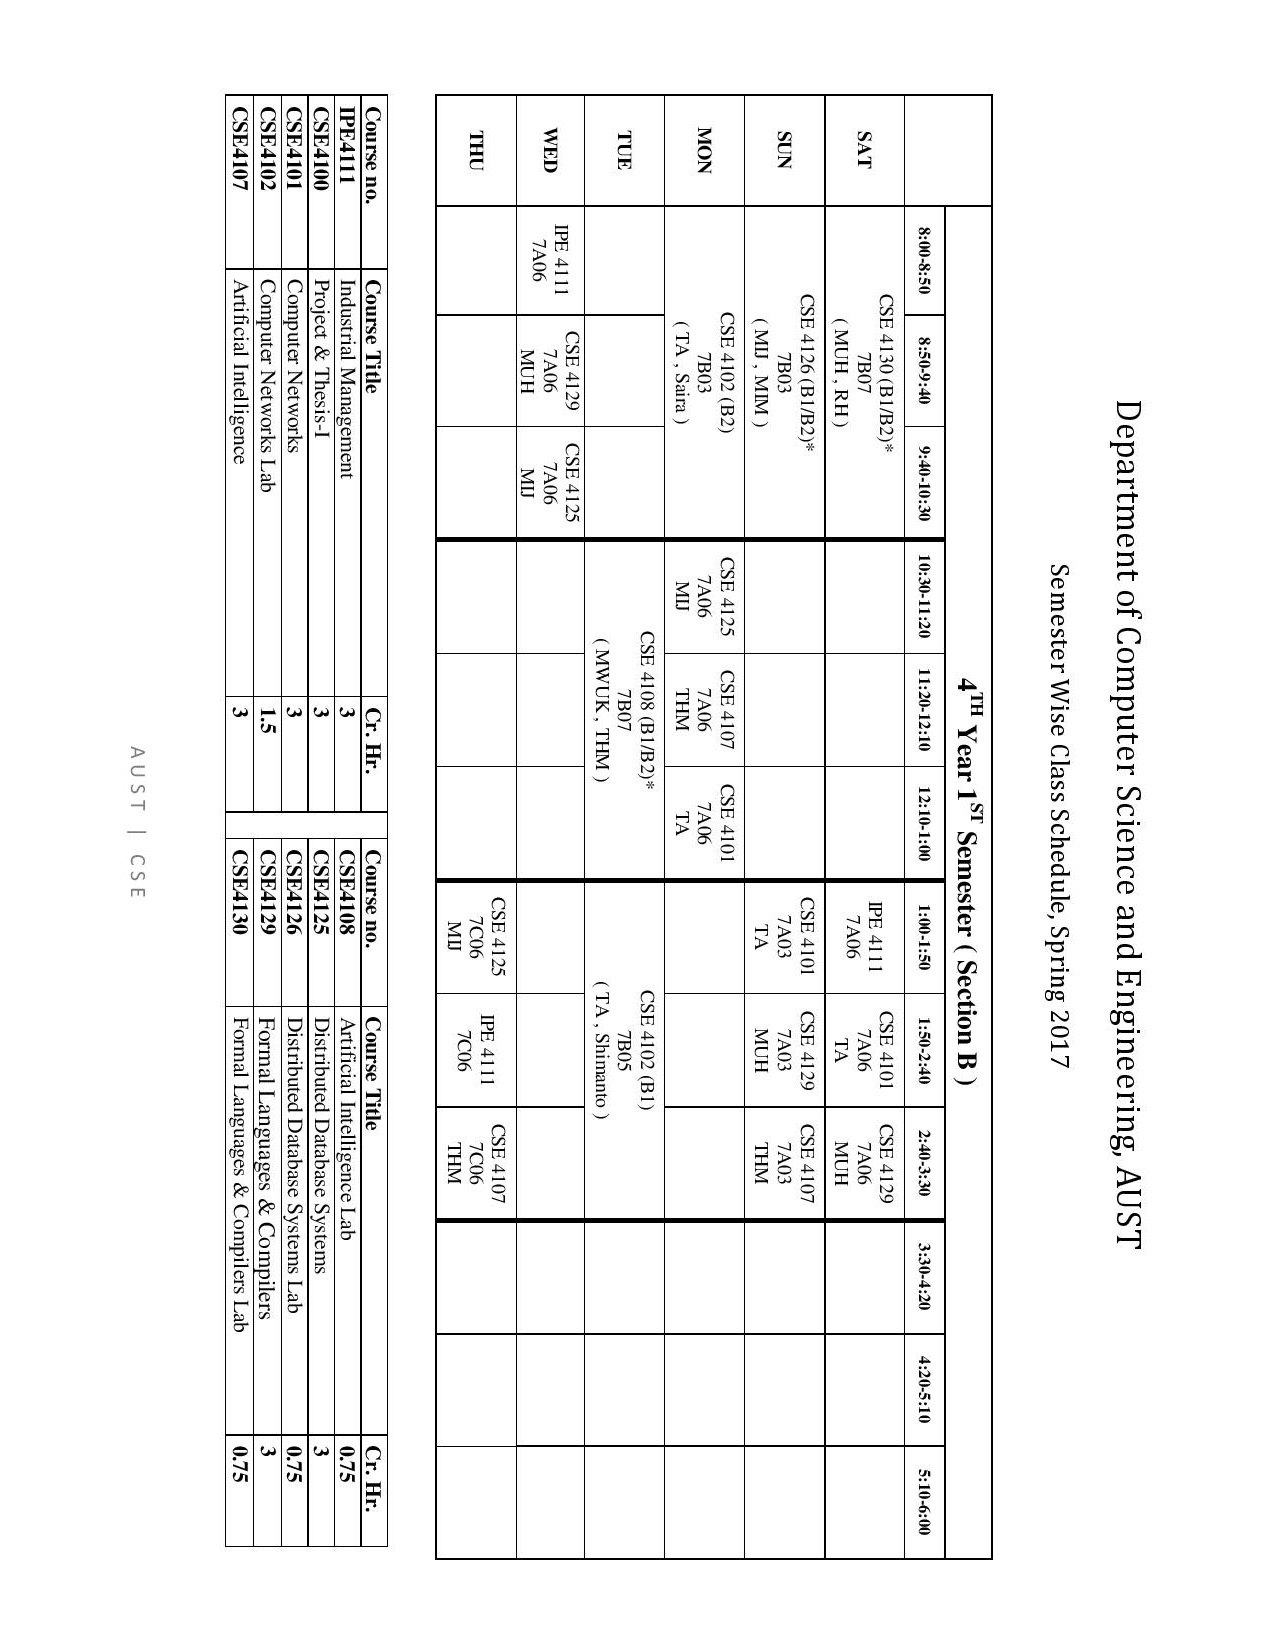 Department of Computer Science and Engineering, AUST
Semester Wise Class Schedule, Spring 2017
4TH Year 1ST Semester ( Section B )
8:00-8:50 8:50-9:40 9:40-10:30 10:30-11:20 11:20-12:10 12:10-1:00 1:00-1:50 1:50-2:40 2:40-3:30 3:30-4:20 4:20-5:10 5:10-6:00
SAT
CSE 4130 (B1/B2)*
7B07
( MUH , RH )
IPE 4111
7A06
CSE 4101
7A06
TA
CSE 4129
7A06
MUH
SUN
CSE 4126 (B1/B2)*
7B03
( MIJ , MIM )
CSE 4101
7A03
TA
CSE 4129
7A03
MUH
CSE 4107
7A03
THM
MON
CSE 4102 (B2)
7B03
( TA , Saira )
CSE 4125
7A06
MIJ
CSE 4107
7A06
THM
CSE 4101
7A06
TA
TUE
CSE 4108 (B1/B2)*
7B07
( MWUK , THM )
CSE 4102 (B1)
7B05
( TA , Shimanto )
WED
IPE 4111
7A06
CSE 4129
7A06
MUH
CSE 4125
7A06
MIJ
THU
CSE 4125
7C06
MIJ
IPE 4111
7C06
CSE 4107
7C06
THM
Course no. Course Title Cr. Hr.
IPE4111 Industrial Management 3
CSE4100 Project & Thesis-I 3
CSE4101 Computer Networks 3
CSE4102 Computer Networks Lab 1.5
CSE4107 Artificial Intelligence 3
Course no. Course Title Cr. Hr.
CSE4108 Artificial Intelligence Lab 0.75
CSE4125 Distributed Database Systems 3
CSE4126 Distributed Database Systems Lab 0.75
CSE4129 Formal Languages & Compilers 3
CSE4130 Formal Languages & Compilers Lab 0.75
AUST | CSE